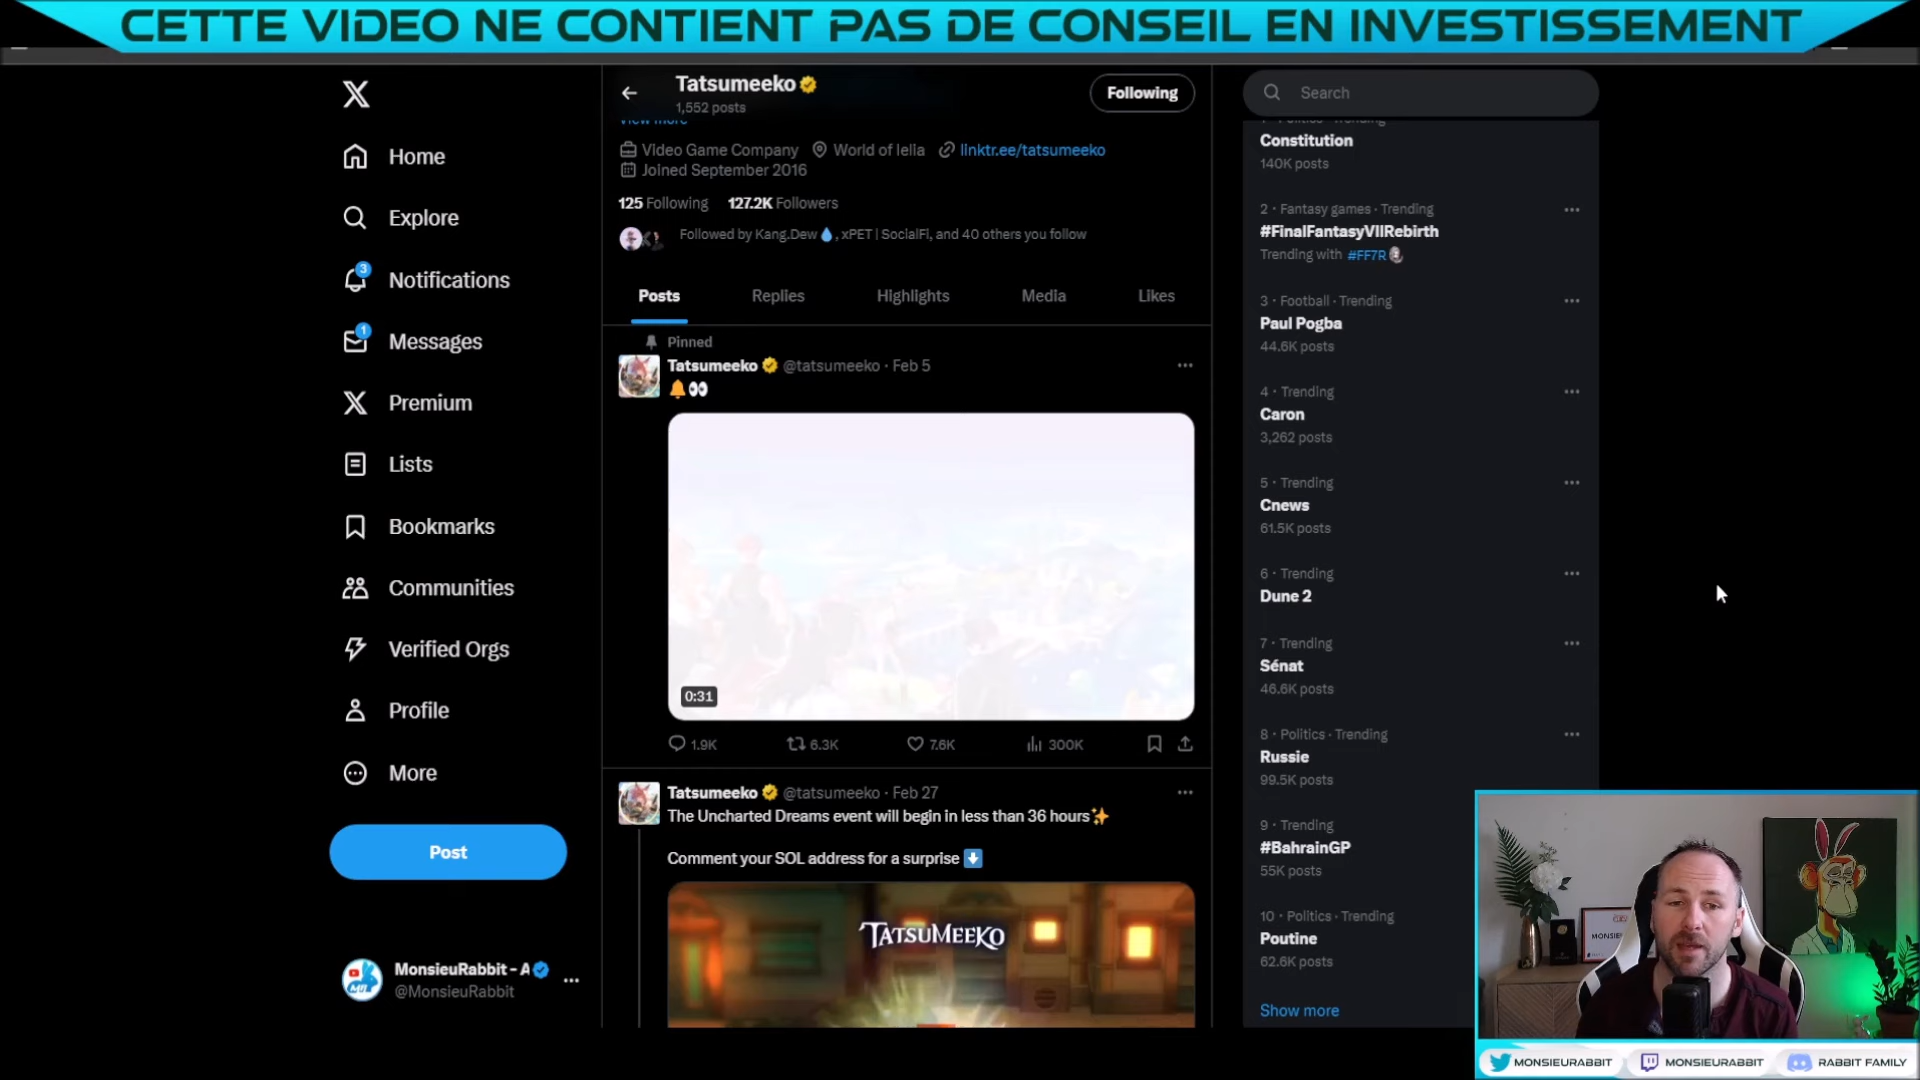 CETTE VIDEO NE CONTIENT PAS DE CONSEIL EN INVESTISSEMENT
Home
Explore
3
Notifications
1
Messages
Premium
Lists
Bookmarks
Communities
Verified Orgs
Profile
More
Post
MonsieuRabbit - A
@MonsieuRabbit
Tatsumeeko
1,552 posts
Following
View more
Video Game Company World of Iella linktr.ee/tatsumeeko
Joined September 2016
125 Following 127.2K Followers
Followed by Kang.Dew💧, xPET | SocialFi, and 40 others you follow
Posts Replies Highlights Media Likes
Pinned
Tatsumeeko @tatsumeeko · Feb 5
🔔👀
0:31
1.9K 6.3K 7.6K 300K
Tatsumeeko @tatsumeeko · Feb 27
The Uncharted Dreams event will begin in less than 36 hours✨
Comment your SOL address for a surprise ⬇️
TATSUMEEKO
Search
1 · Politics · Trending
Constitution
140K posts
2 · Fantasy games · Trending
#FinalFantasyVIIRebirth
Trending with #FF7R
3 · Football · Trending
Paul Pogba
44.6K posts
4 · Trending
Caron
3,262 posts
5 · Trending
Cnews
61.5K posts
6 · Trending
Dune 2
7 · Trending
Sénat
46.6K posts
8 · Politics · Trending
Russie
99.5K posts
9 · Trending
#BahrainGP
55K posts
10 · Politics · Trending
Poutine
62.6K posts
Show more
MONSIEURABBIT MONSIEURABBIT RABBIT FAMILY